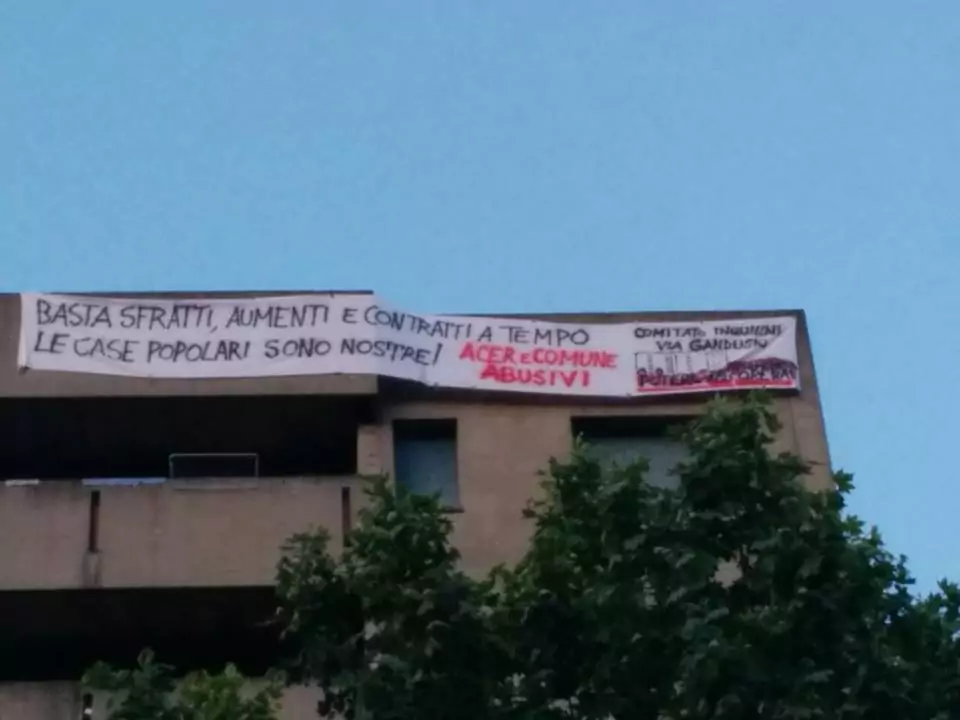 BASTA SFRATTI, AUMENTI E CONTRATTI A TEMPO
LE CASE POPOLARI SONO NOSTRE!
ACER E COMUNE
ABUSIVI
COMITATO INQUILINI
VIA GANDUSIO